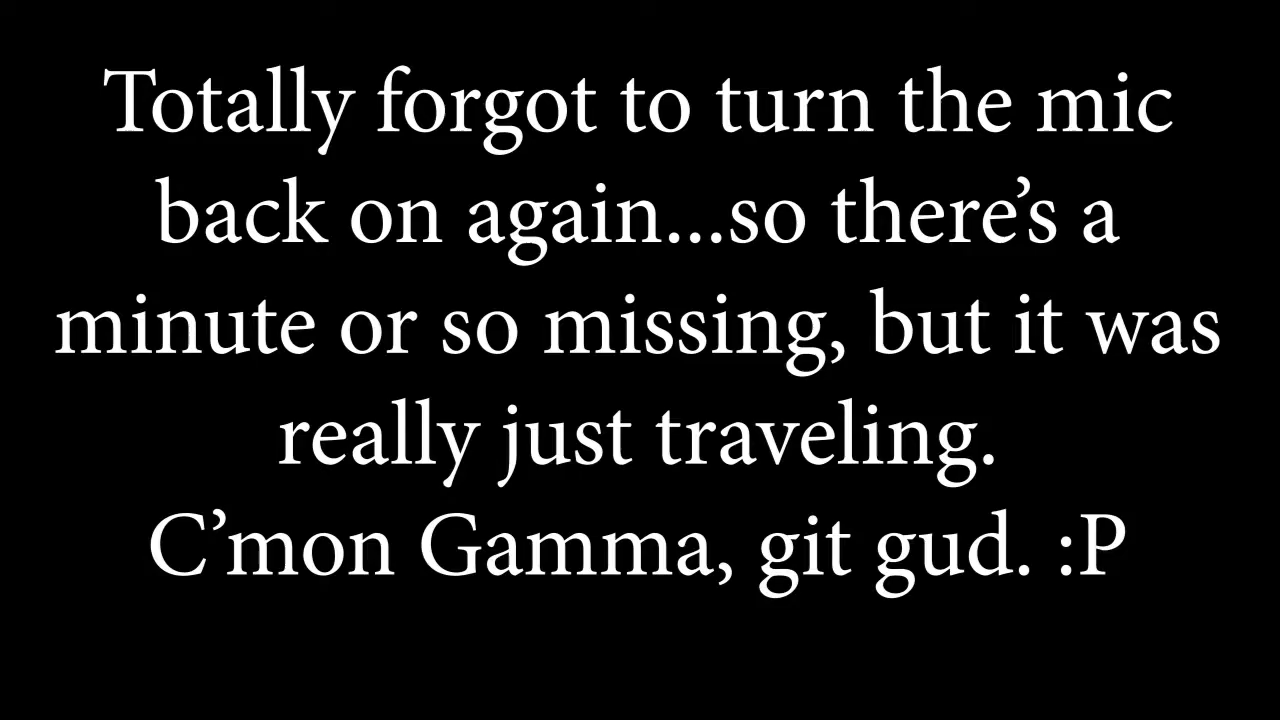 Totally forgot to turn the mic
back on again...so there’s a
minute or so missing, but it was
really just traveling.
C’mon Gamma, git gud. :P